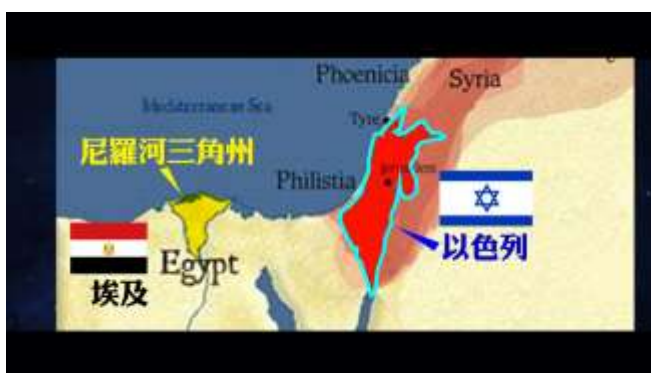 Phoenicia
Syria
Mediterranean Sea
Tyre
尼羅河三角州
Philistia
以色列
Egypt
埃及